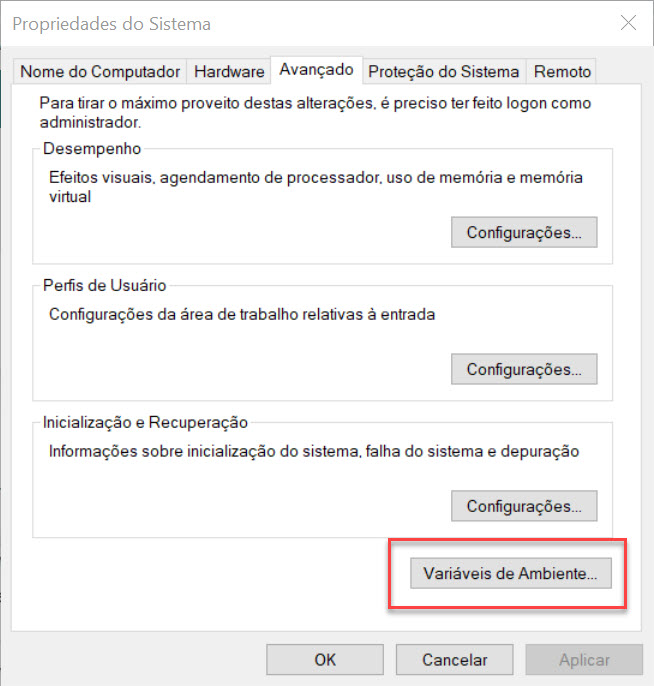 Propriedades do Sistema
Nome do Computador
Hardware
Avançado
Proteção do Sistema
Remoto
Para tirar o máximo proveito destas alterações, é preciso ter feito logon como
administrador.
Desempenho
Efeitos visuais, agendamento de processador, uso de memória e memória
virtual
Configurações...
Perfis de Usuário
Configurações da área de trabalho relativas à entrada
Configurações...
Inicialização e Recuperação
Informações sobre inicialização do sistema, falha do sistema e depuração
Configurações...
Variáveis de Ambiente...
OK
Cancelar
Aplicar